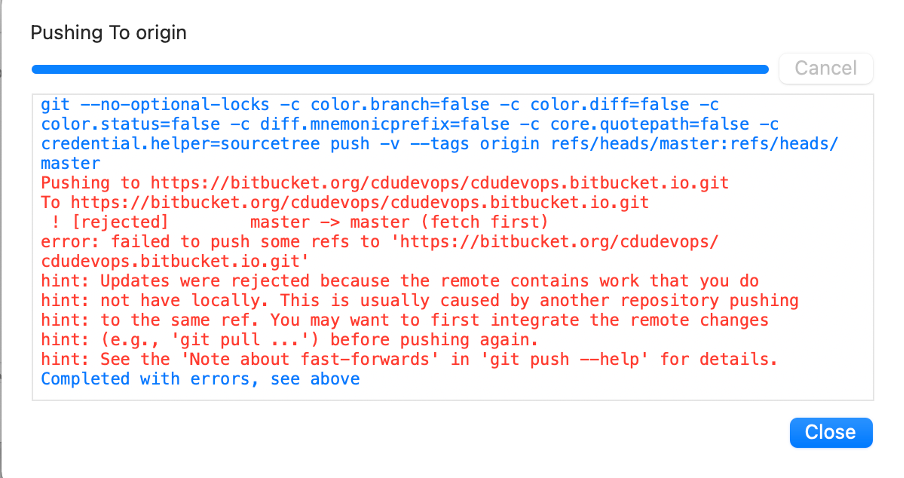 Pushing To origin
Cancel
git --no-optional-locks -c color.branch=false -c color.diff=false -c
color.status=false -c diff.mnemonicprefix=false -c core.quotepath=false -c
credential.helper=sourcetree push -v --tags origin refs/heads/master:refs/heads/
master
Pushing to https://bitbucket.org/cdudevops/cdudevops.bitbucket.io.git
To https://bitbucket.org/cdudevops/cdudevops.bitbucket.io.git
! [rejected]        master -> master (fetch first)
error: failed to push some refs to 'https://bitbucket.org/cdudevops/
cdudevops.bitbucket.io.git'
hint: Updates were rejected because the remote contains work that you do
hint: not have locally. This is usually caused by another repository pushing
hint: to the same ref. You may want to first integrate the remote changes
hint: (e.g., 'git pull ...') before pushing again.
hint: See the 'Note about fast-forwards' in 'git push --help' for details.
Completed with errors, see above
Close